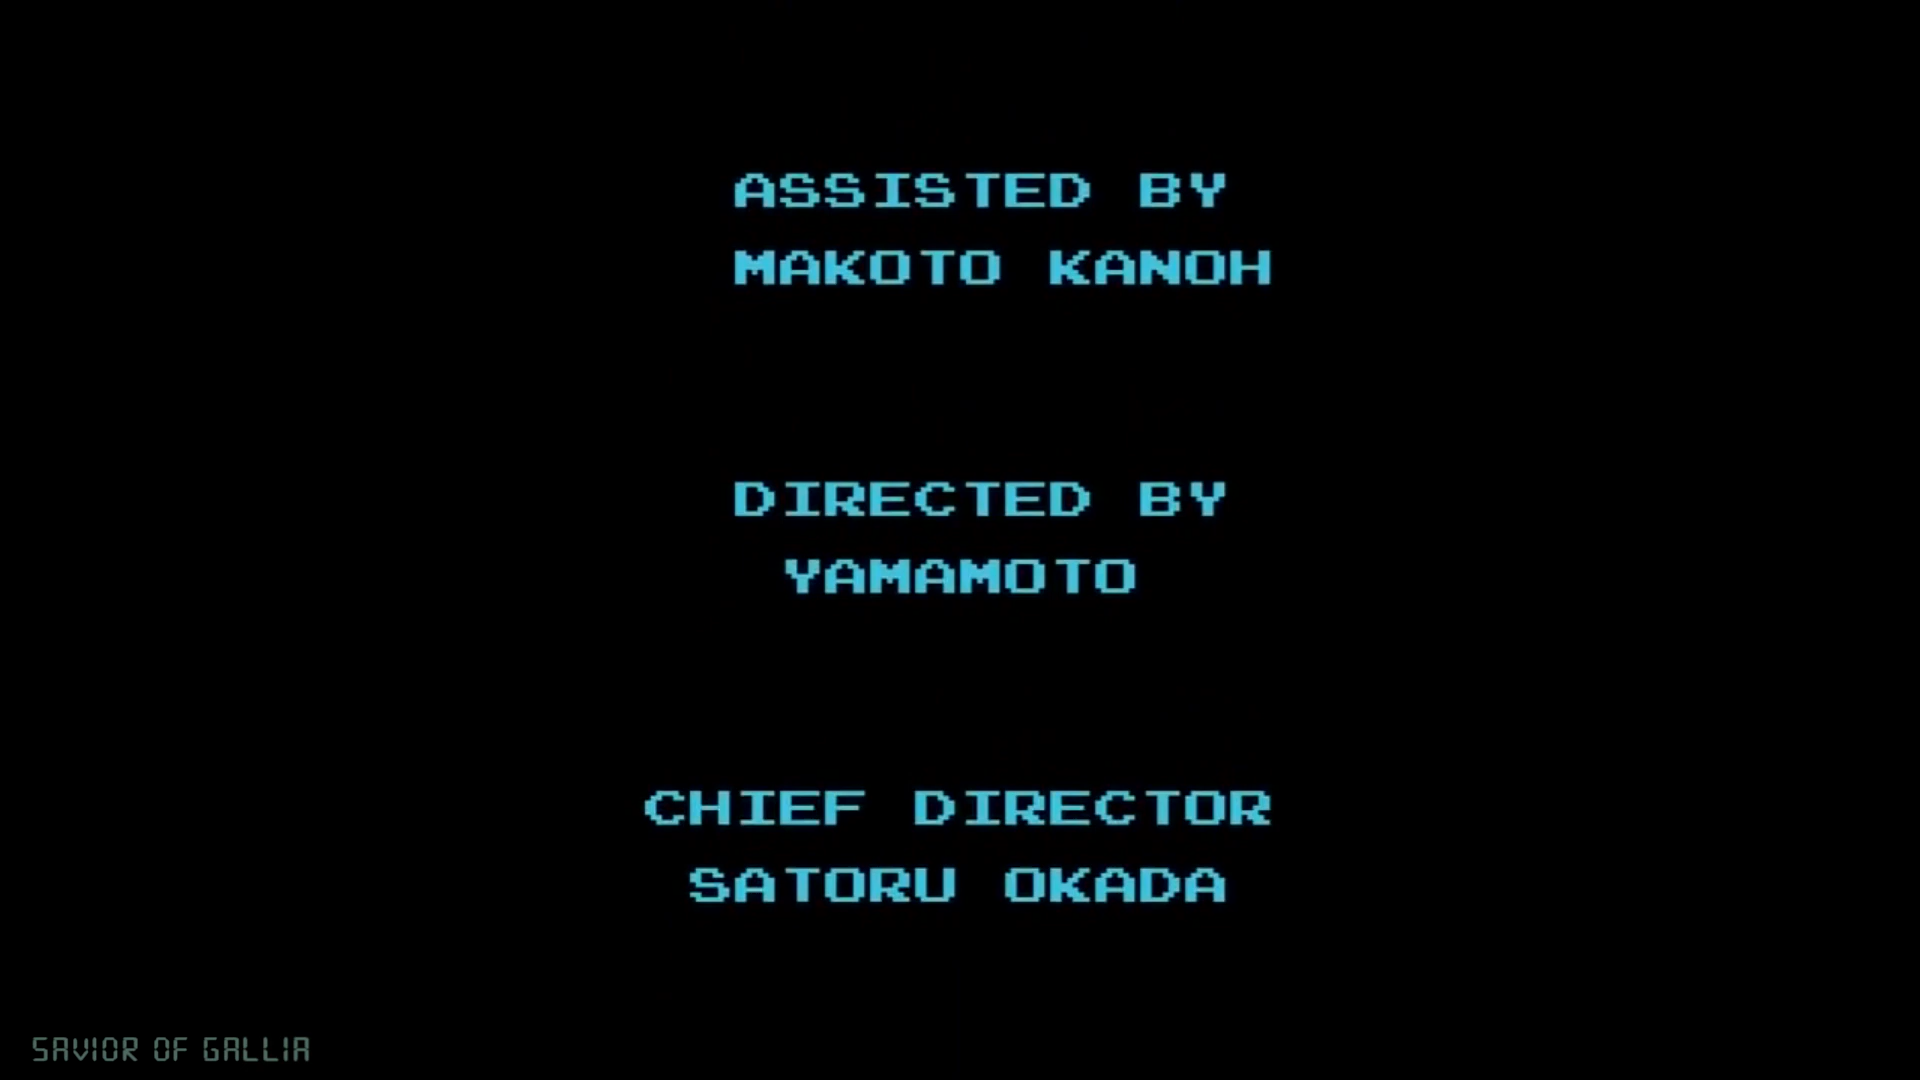 ASSISTED BY
MAKOTO KANOH
DIRECTED BY
YAMAMOTO
CHIEF DIRECTOR
SATORU OKADA
SAVIOR OF GALLIA